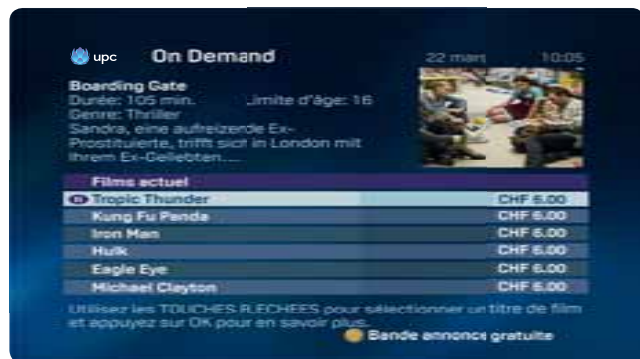 upc On Demand 22 mars 10:05
Boarding Gate
Durée: 105 min. Limite d'âge: 16
Genre: Thriller
Sandra, eine aufreizende Ex-
Prostituierte, trifft sich in London mit
Ihrem Ex-Geliebten....
Films actuel
Tropic Thunder CHF 6.00
Kung Fu Panda CHF 6.00
Iron Man CHF 6.00
Hulk CHF 6.00
Eagle Eye CHF 6.00
Michael Clayton CHF 6.00
Utilisez les TOUCHES FLECHEES pour sélectionner un titre de film
et appuyez sur OK pour en savoir plus.
Bande annonce gratuite